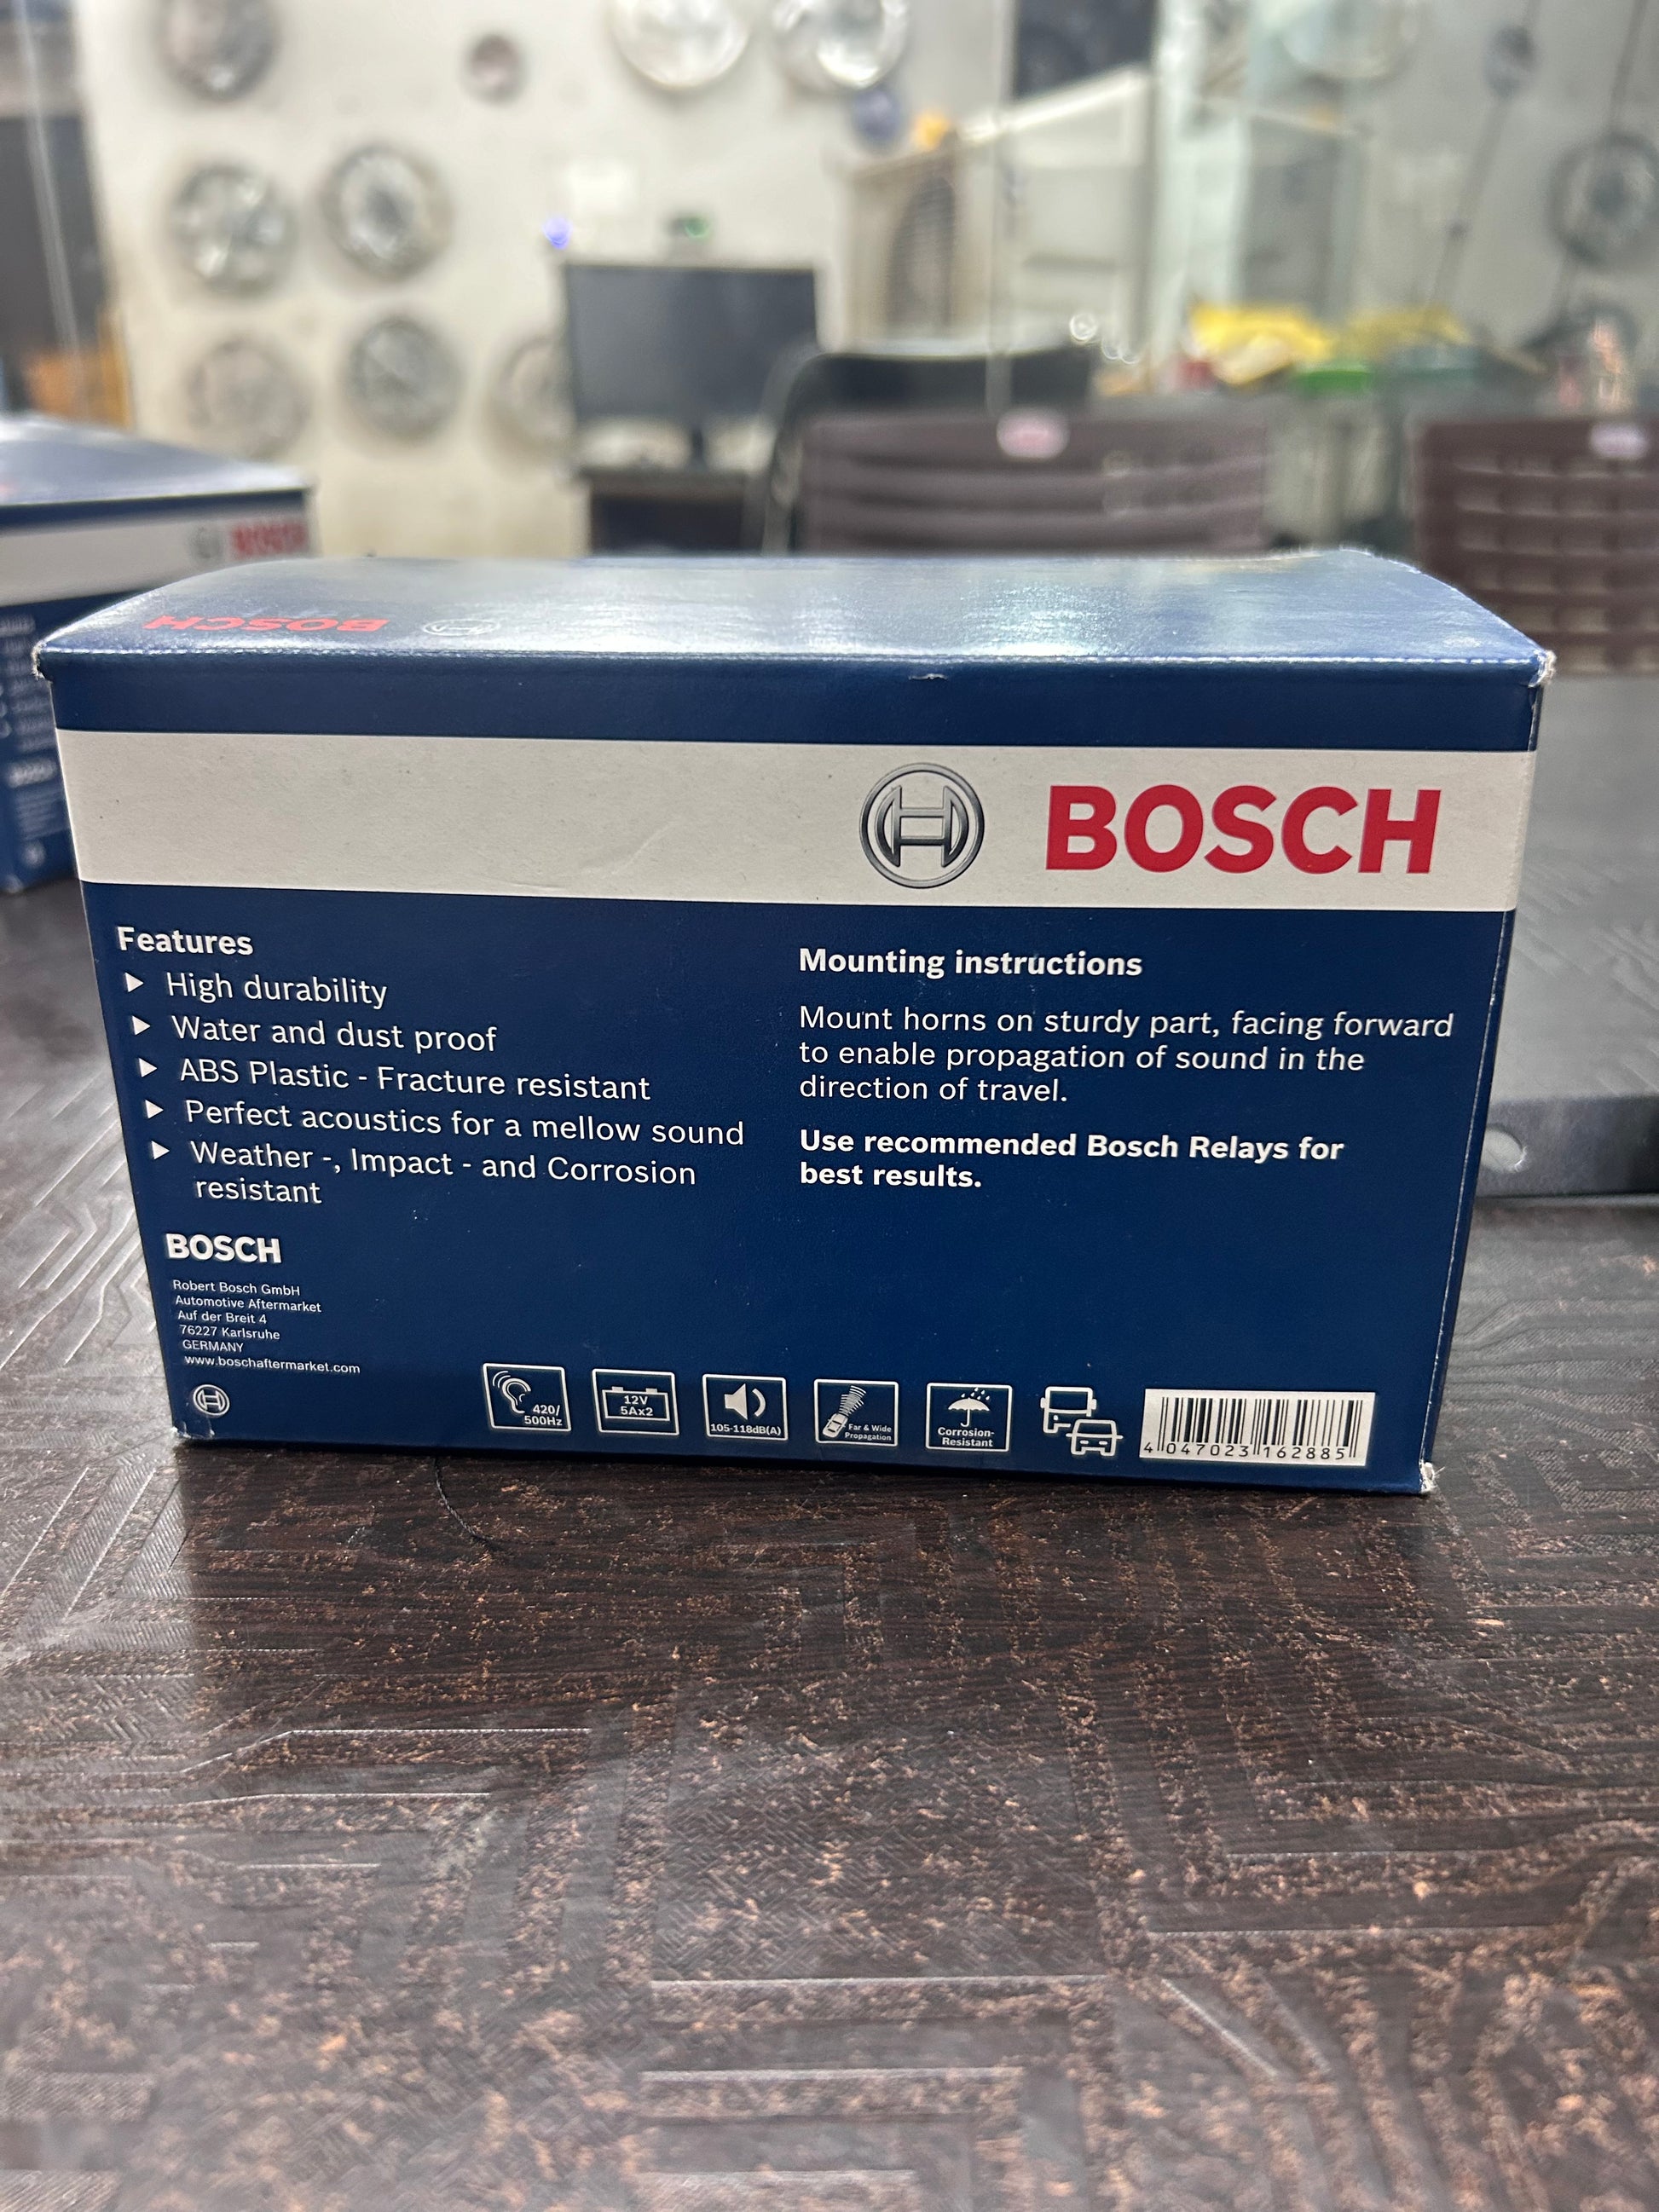 BOSCH
BOSCH
BOSCH
Features
High durability
Water and dust proof
ABS Plastic - Fracture resistant
Perfect acoustics for a mellow sound
Weather -, Impact - and Corrosion
resistant
BOSCH
Robert Bosch GmbH
Automotive Aftermarket
Auf der Breit 4
76227 Karlsruhe
GERMANY
www.boschaftermarket.com
Mounting instructions
Mount horns on sturdy part, facing forward
to enable propagation of sound in the
direction of travel.
Use recommended Bosch Relays for
best results.
420/
500Hz
12V
5Ax2
105-118dB(A)
Far & Wide
Propagation
Corrosion-
Resistant
4 047023 162885